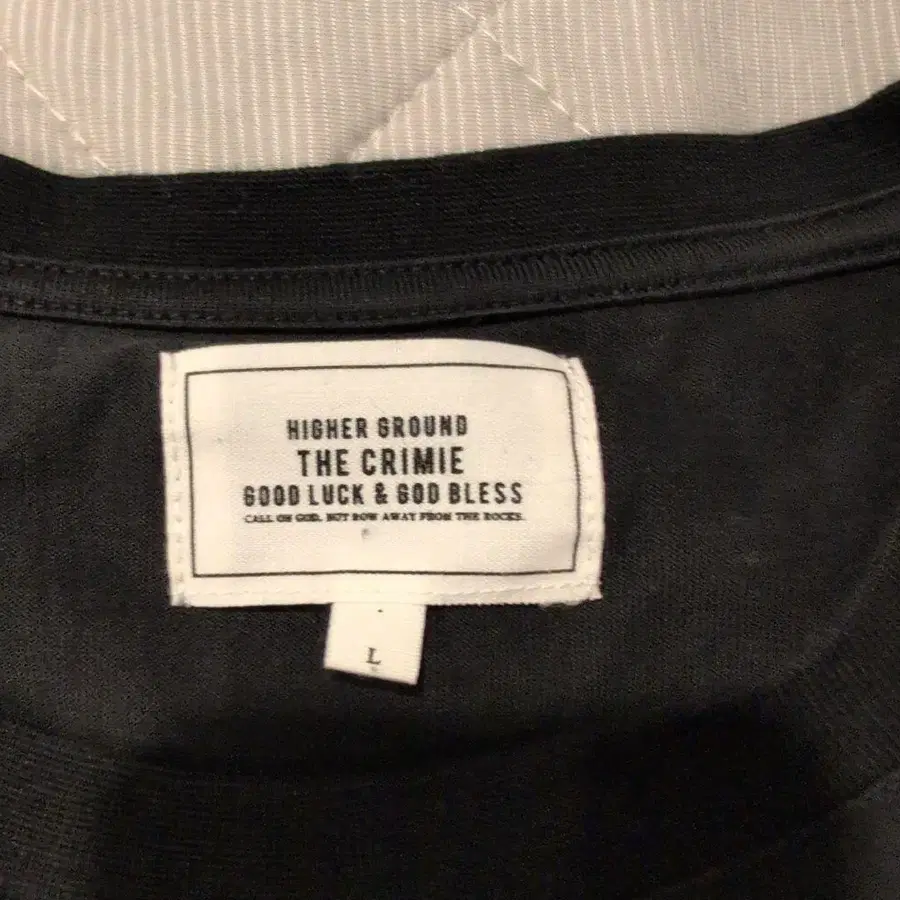 HIGHER GROUND
THE CRIMIE
GOOD LUCK & GOD BLESS
CALL ON GOD, BUT ROW AWAY FROM THE ROCKS.
L